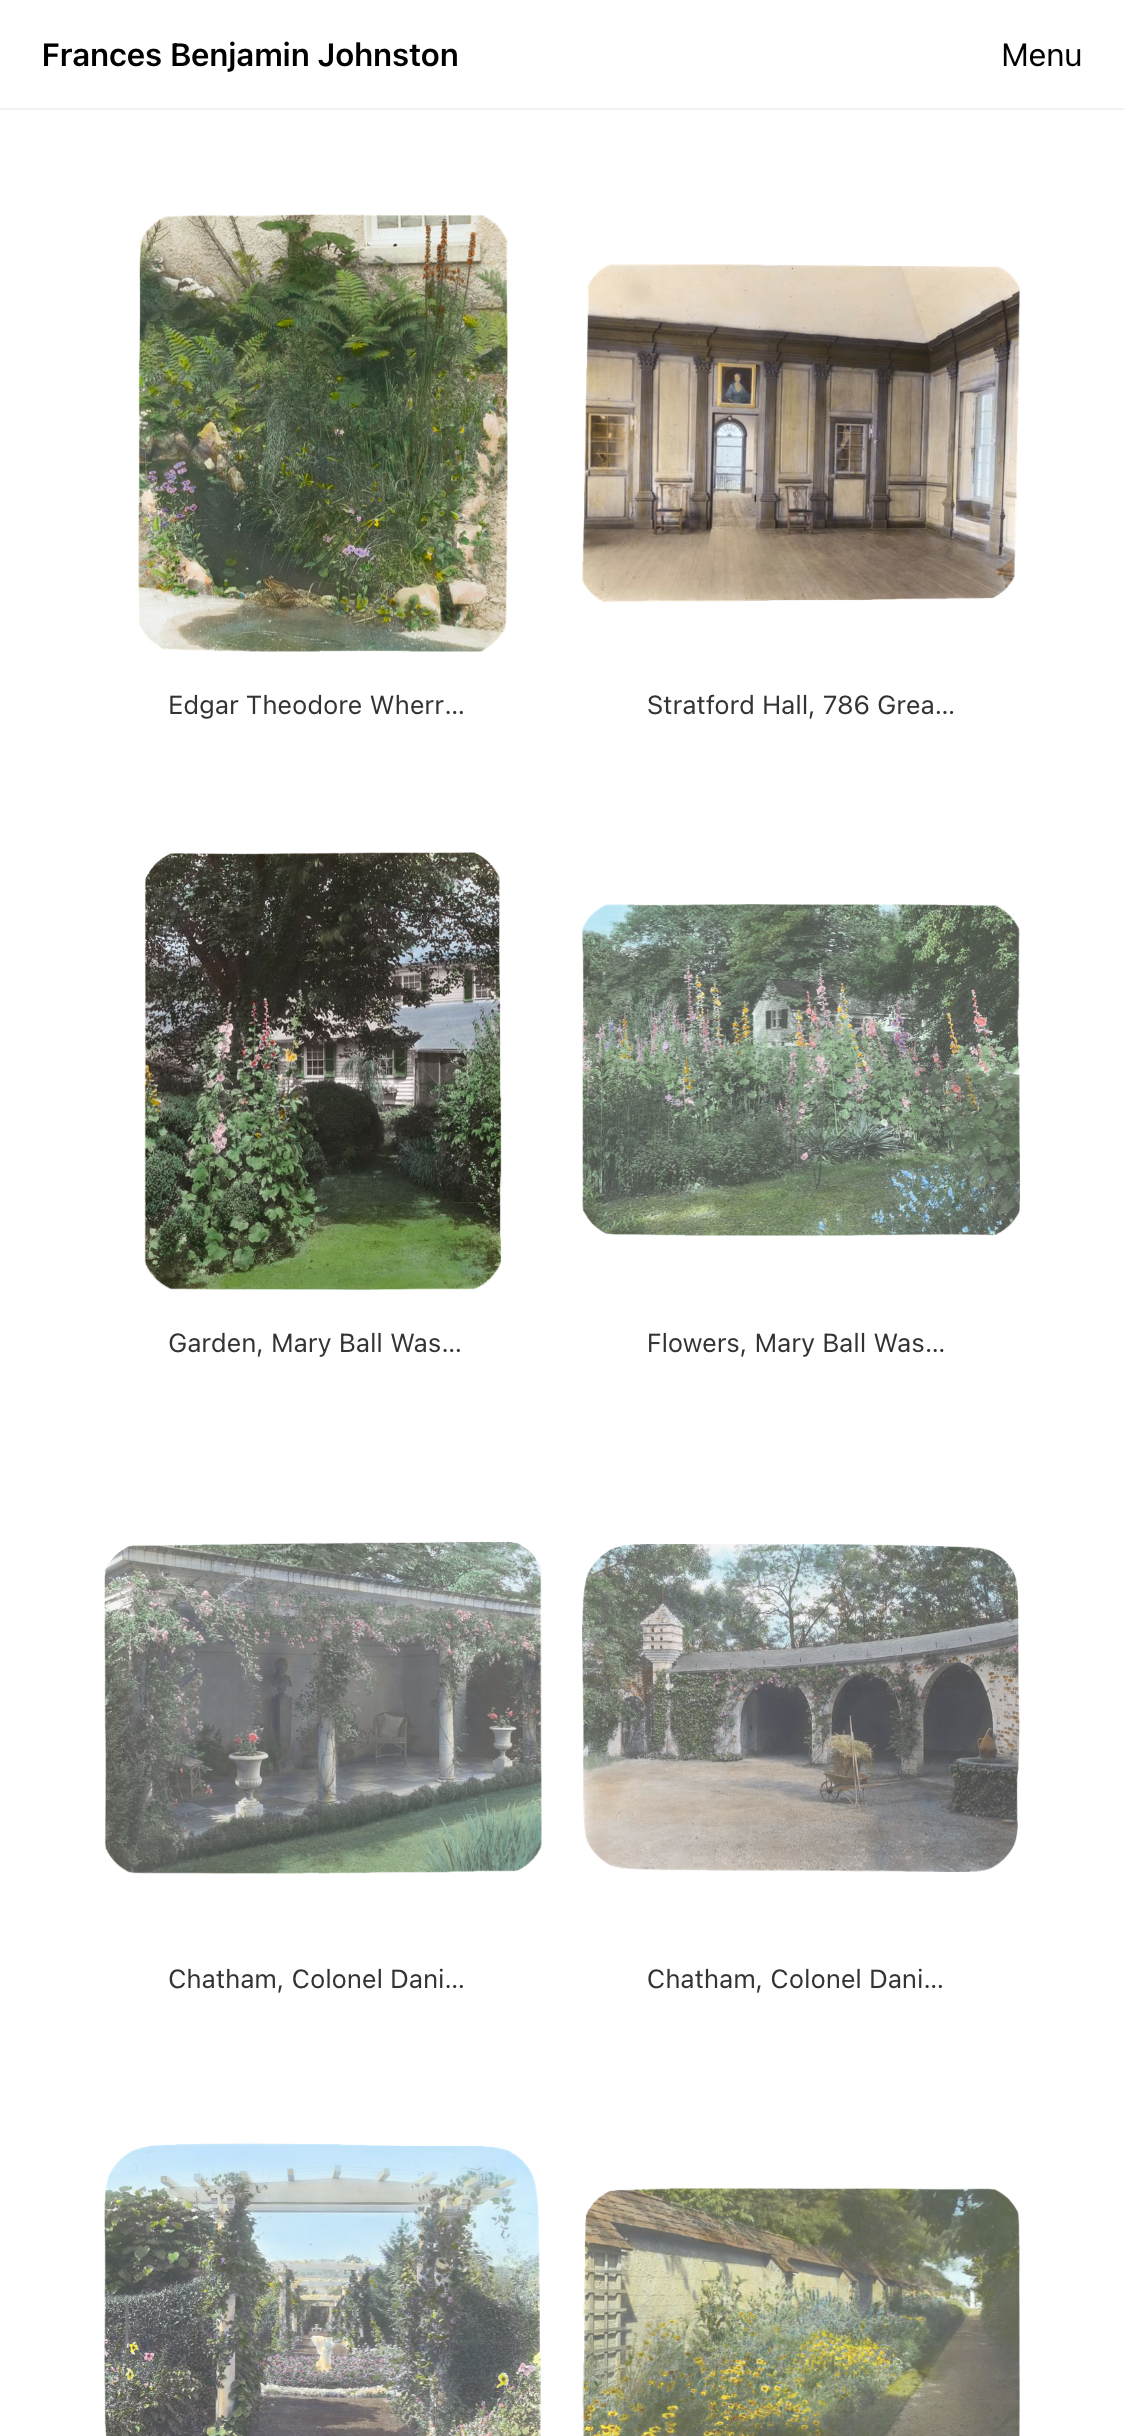 Frances Benjamin Johnston
Menu
Edgar Theodore Wherr...
Stratford Hall, 786 Grea...
Garden, Mary Ball Was...
Flowers, Mary Ball Was...
Chatham, Colonel Dani...
Chatham, Colonel Dani...